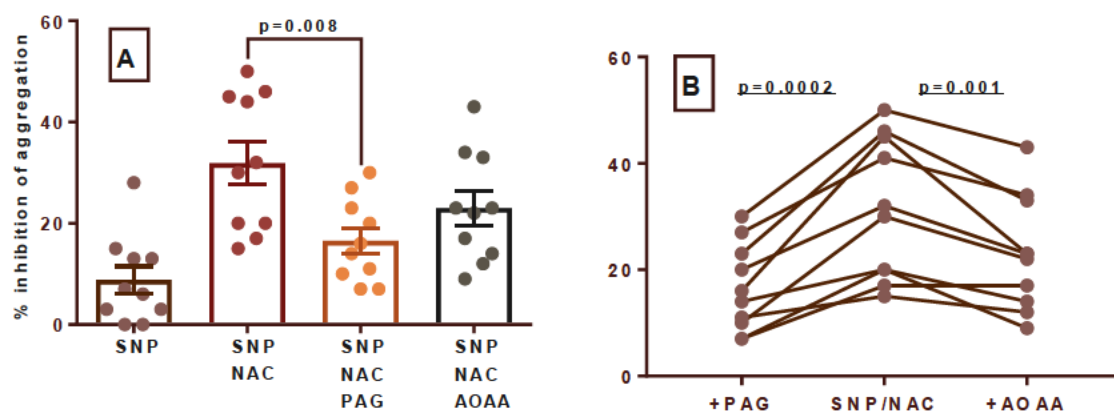 % inhibition of aggregation
60
40
20
0
A
p=0.008
SNP
SNP
NAC
SNP
NAC
PAG
SNP
NAC
AOAA
60
40
20
0
B
p=0.0002
p=0.001
+PAG
SNP/NAC
+AOAA